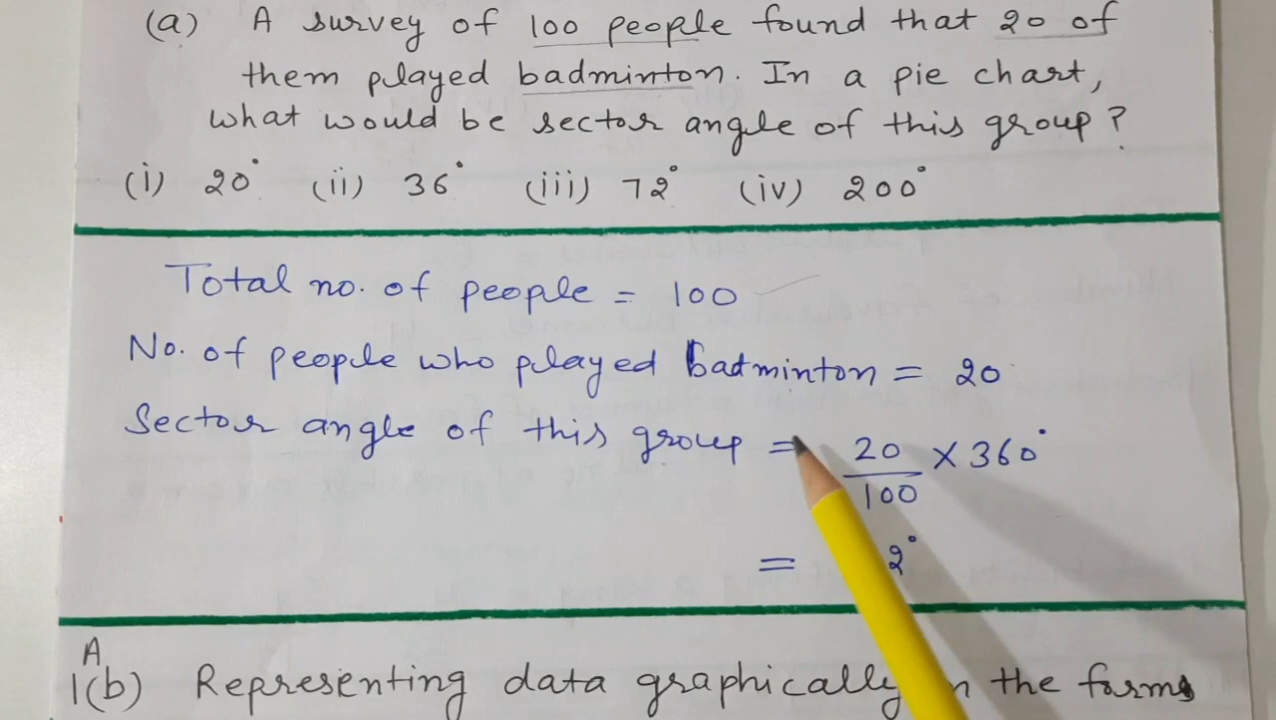 (a) A survey of 100 people found that 20 of
them played badminton. In a pie chart,
what would be sector angle of this group?
(i) 20° (ii) 36° (iii) 72° (iv) 200°
Total no. of people = 100
No. of people who played badminton = 20
Sector angle of this group = 20/100 × 360°
= 2°
A
1(b) Representing data graphically the forms